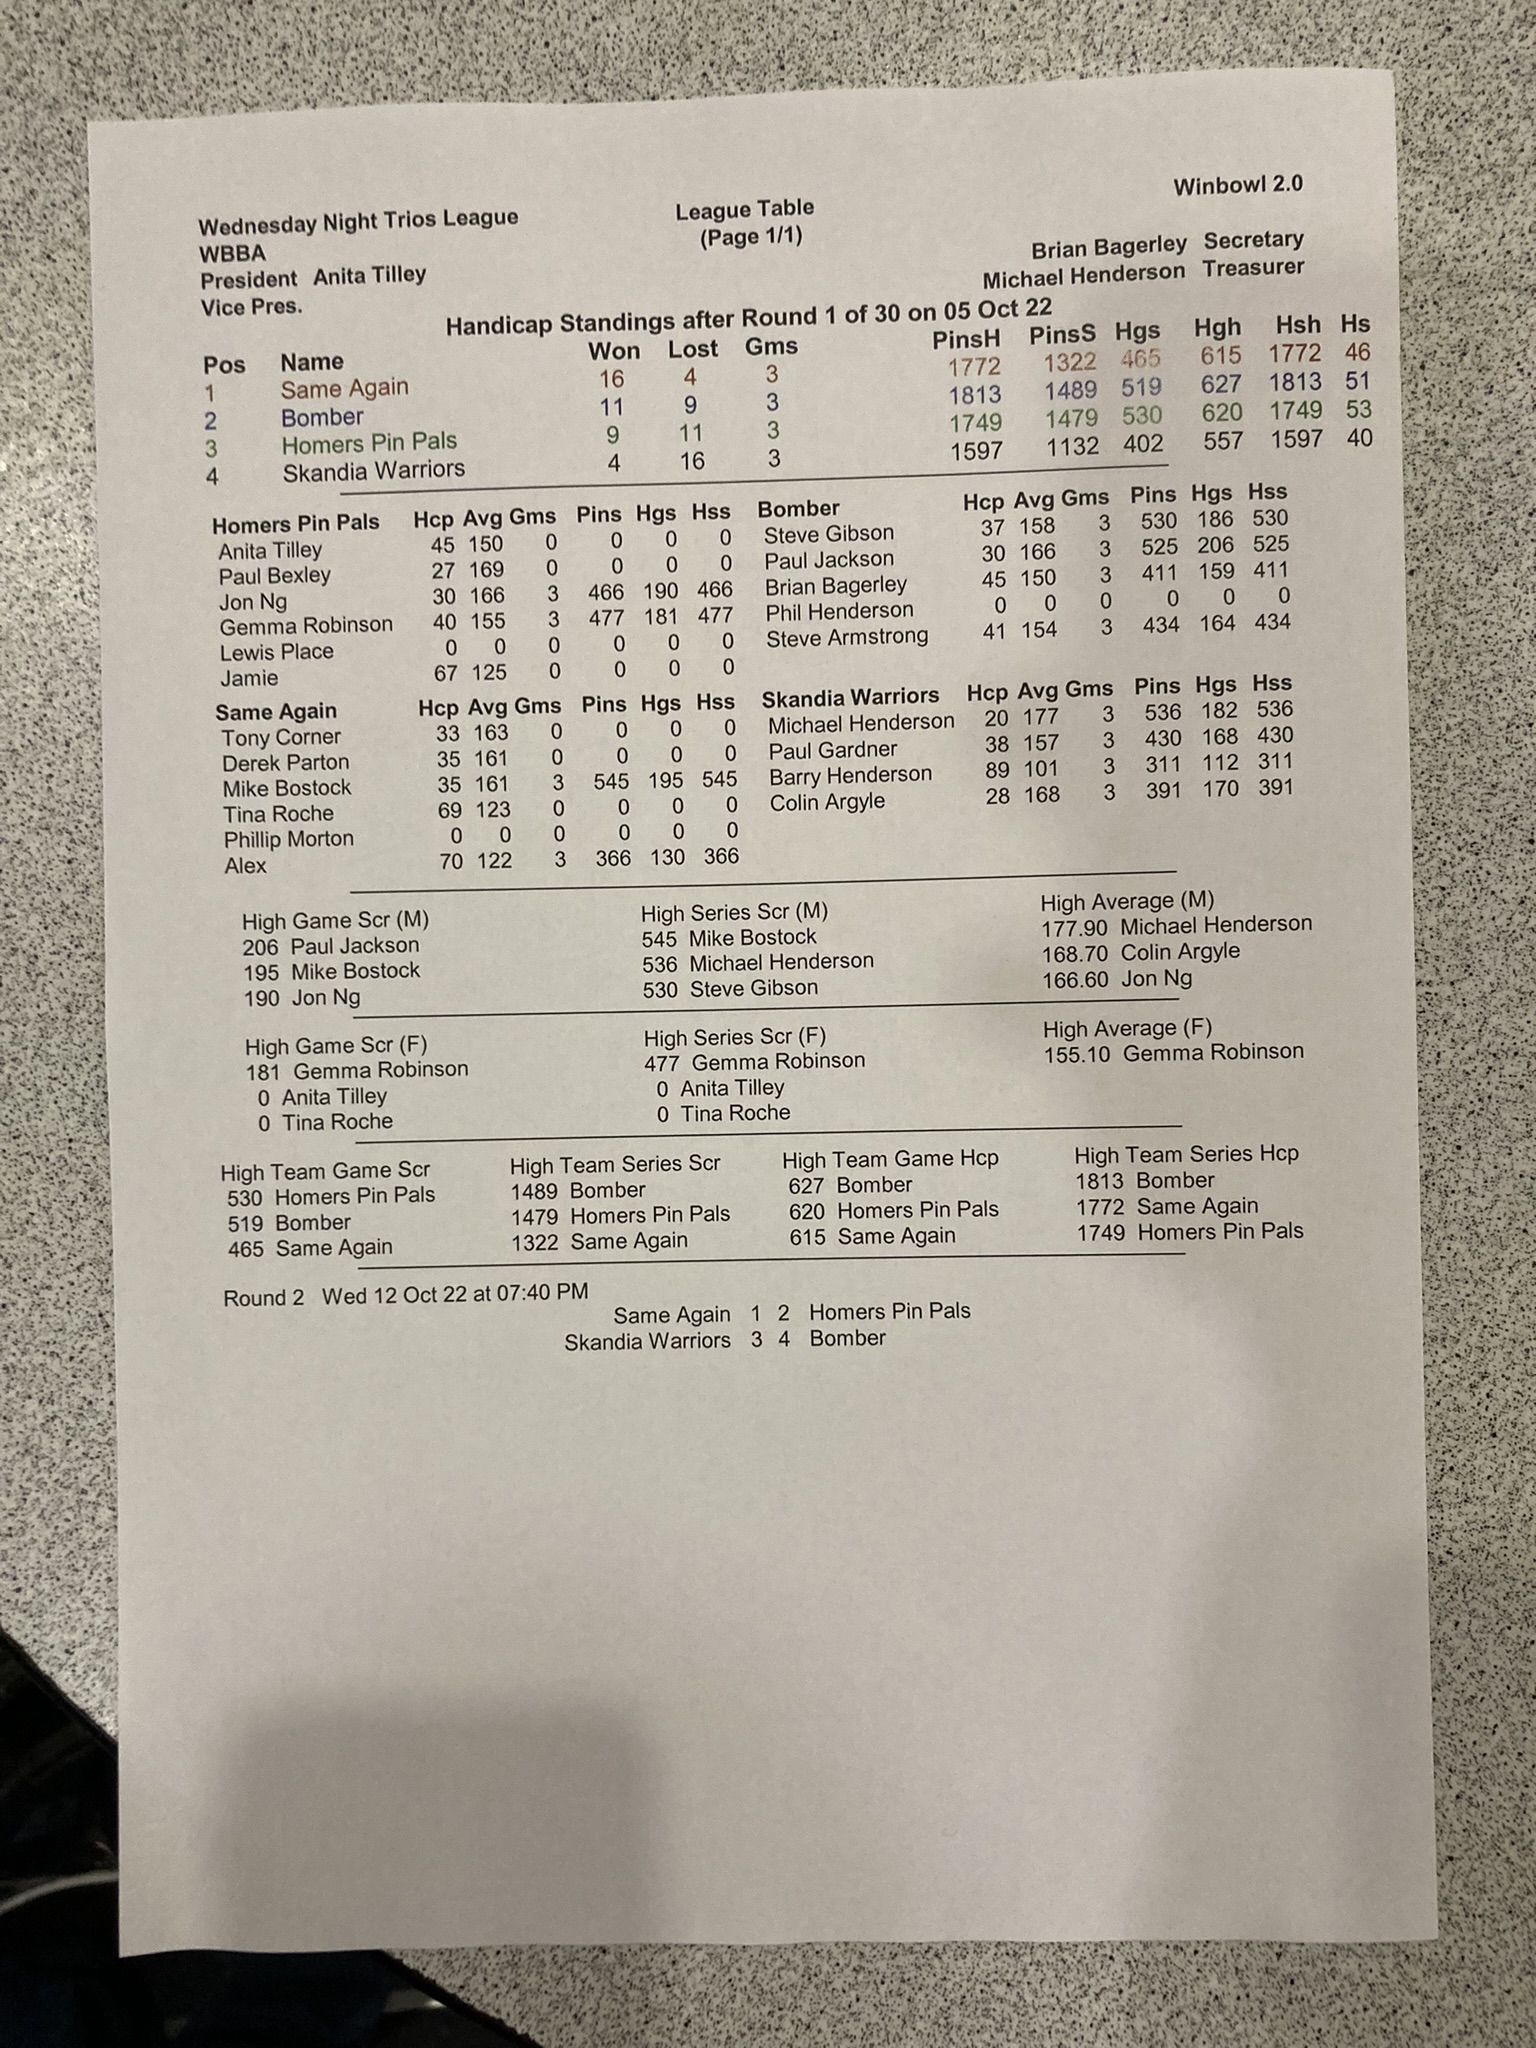 Winbowl 2.0
Wednesday Night Trios League League Table
WBBA (Page 1/1) Brian Bagerley Secretary
President Anita Tilley Michael Henderson Treasurer
Vice Pres.
Handicap Standings after Round 1 of 30 on 05 Oct 22
Pos Name Won Lost Gms PinsH PinsS Hgs Hgh Hsh Hs
1 Same Again 16 4 3 1772 1322 465 615 1772 46
2 Bomber 11 9 3 1813 1489 519 627 1813 51
3 Homers Pin Pals 9 11 3 1749 1479 530 620 1749 53
4 Skandia Warriors 4 16 3 1597 1132 402 557 1597 40
Homers Pin Pals Hcp Avg Gms Pins Hgs Hss
Anita Tilley 45 150 0 0 0 0
Paul Bexley 27 169 0 0 0 0
Jon Ng 30 166 3 466 190 466
Gemma Robinson 40 155 3 477 181 477
Lewis Place 0 0 0 0 0 0
Jamie 67 125 0 0 0 0
Bomber Hcp Avg Gms Pins Hgs Hss
Steve Gibson 37 158 3 530 186 530
Paul Jackson 30 166 3 525 206 525
Brian Bagerley 45 150 3 411 159 411
Phil Henderson 0 0 0 0 0 0
Steve Armstrong 41 154 3 434 164 434
Same Again Hcp Avg Gms Pins Hgs Hss
Tony Corner 33 163 0 0 0 0
Derek Parton 35 161 0 0 0 0
Mike Bostock 35 161 3 545 195 545
Tina Roche 69 123 0 0 0 0
Phillip Morton 0 0 0 0 0 0
Alex 70 122 3 366 130 366
Skandia Warriors Hcp Avg Gms Pins Hgs Hss
Michael Henderson 20 177 3 536 182 536
Paul Gardner 38 157 3 430 168 430
Barry Henderson 89 101 3 311 112 311
Colin Argyle 28 168 3 391 170 391
High Game Scr (M)
206 Paul Jackson
195 Mike Bostock
190 Jon Ng
High Series Scr (M)
545 Mike Bostock
536 Michael Henderson
530 Steve Gibson
High Average (M)
177.90 Michael Henderson
168.70 Colin Argyle
166.60 Jon Ng
High Game Scr (F)
181 Gemma Robinson
0 Anita Tilley
0 Tina Roche
High Series Scr (F)
477 Gemma Robinson
0 Anita Tilley
0 Tina Roche
High Average (F)
155.10 Gemma Robinson
High Team Game Scr
530 Homers Pin Pals
519 Bomber
465 Same Again
High Team Series Scr
1489 Bomber
1479 Homers Pin Pals
1322 Same Again
High Team Game Hcp
627 Bomber
620 Homers Pin Pals
615 Same Again
High Team Series Hcp
1813 Bomber
1772 Same Again
1749 Homers Pin Pals
Round 2 Wed 12 Oct 22 at 07:40 PM
Same Again 1 2 Homers Pin Pals
Skandia Warriors 3 4 Bomber